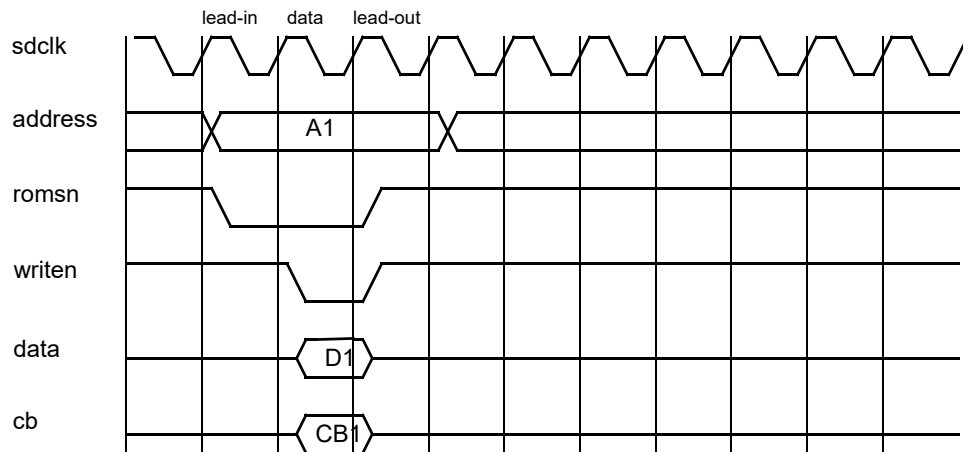 lead-in data lead-out
sdclk
address
A1
romsn
writen
data
D1
cb
CB1